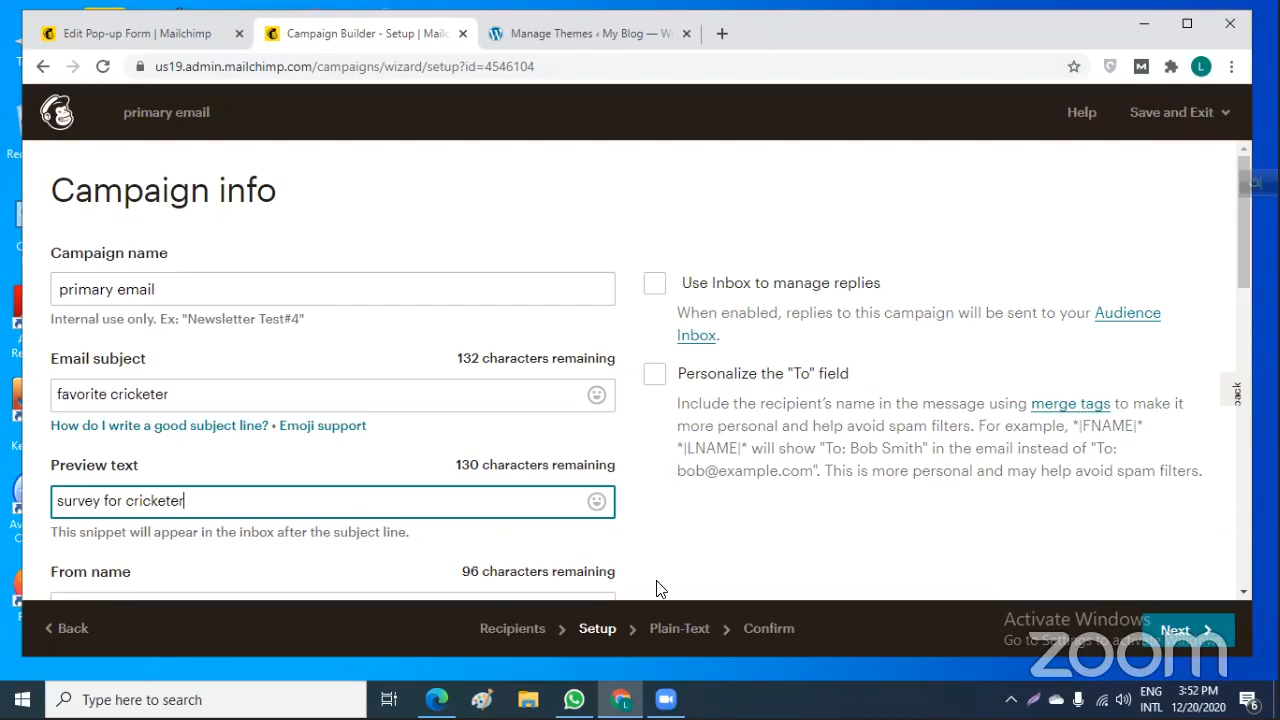 Edit Pop-up Form | Mailchimp
Campaign Builder - Setup | Mailc
Manage Themes ‹ My Blog — W
us19.admin.mailchimp.com/campaigns/wizard/setup?id=4546104
M
L
primary email
Help
Save and Exit
Campaign info
Campaign name
primary email
Internal use only. Ex: "Newsletter Test#4"
Email subject
132 characters remaining
favorite cricketer
How do I write a good subject line? • Emoji support
Preview text
130 characters remaining
survey for cricketer
This snippet will appear in the inbox after the subject line.
From name
96 characters remaining
Use Inbox to manage replies
When enabled, replies to this campaign will be sent to your Audience
Inbox.
Personalize the "To" field
Include the recipient's name in the message using merge tags to make it
more personal and help avoid spam filters. For example, *|FNAME|*
*|LNAME|* will show "To: Bob Smith" in the email instead of "To:
bob@example.com". This is more personal and may help avoid spam filters.
Back
Recipients
Setup
Plain-Text
Confirm
Next
Activate Windows
Go to Settings to activate Windows.
zoom
Type here to search
ENG
INTL
3:52 PM
12/20/2020
6